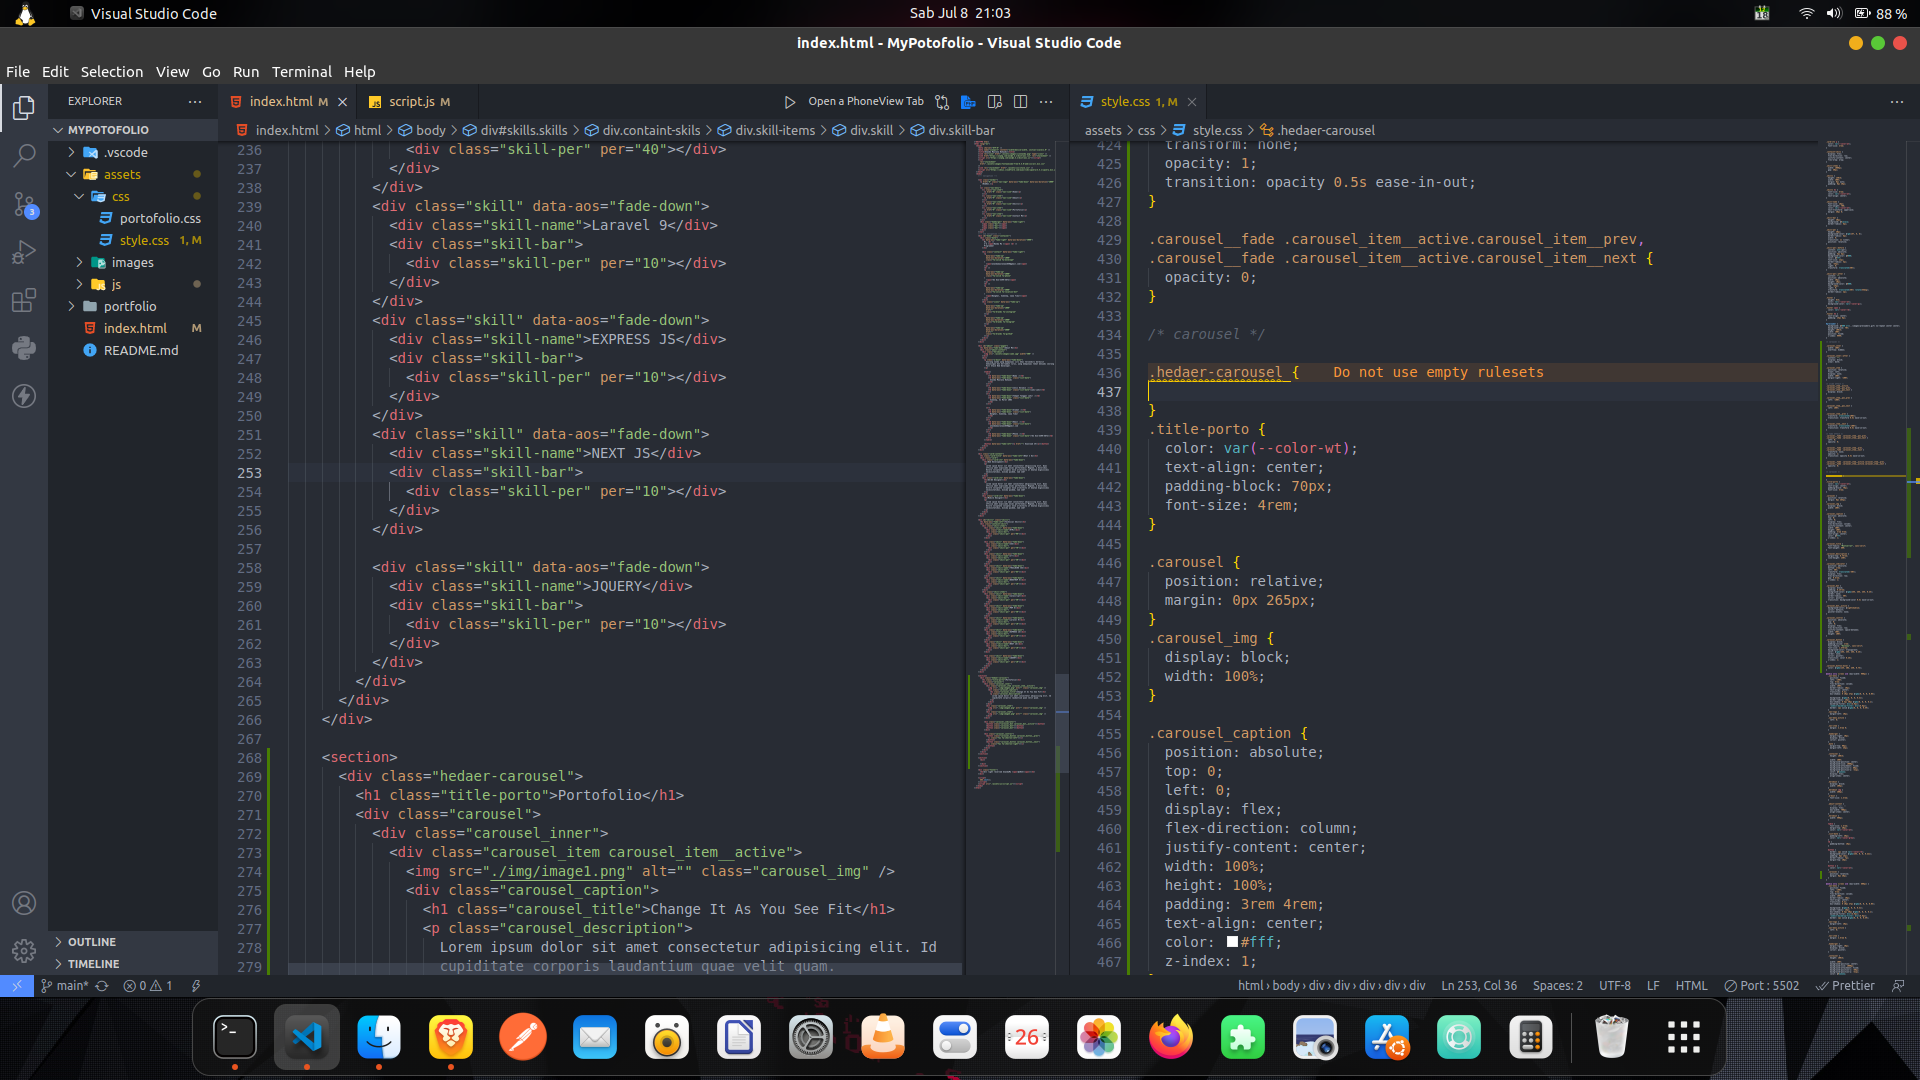 Visual Studio Code
Sab Jul 8 21:03
88 %
index.html - MyPotofolio - Visual Studio Code
File Edit Selection View Go Run Terminal Help
EXPLORER
index.html M
script.js M
Open a PhoneView Tab
style.css 1, M
MYPOTOFOLIO
.vscode
assets
css
portofolio.css
style.css 1, M
images
js
portfolio
index.html M
README.md
OUTLINE
TIMELINE
index.html > html > body > div#skills.skills > div.containt-skils > div.skill-items > div.skill > div.skill-bar
236 <div class="skill-per" per="40"></div>
237 </div>
238 </div>
239 <div class="skill" data-aos="fade-down">
240 <div class="skill-name">Laravel 9</div>
241 <div class="skill-bar">
242 <div class="skill-per" per="10"></div>
243 </div>
244 </div>
245 <div class="skill" data-aos="fade-down">
246 <div class="skill-name">EXPRESS JS</div>
247 <div class="skill-bar">
248 <div class="skill-per" per="10"></div>
249 </div>
250 </div>
251 <div class="skill" data-aos="fade-down">
252 <div class="skill-name">NEXT JS</div>
253 <div class="skill-bar">
254 <div class="skill-per" per="10"></div>
255 </div>
256 </div>
257
258 <div class="skill" data-aos="fade-down">
259 <div class="skill-name">JQUERY</div>
260 <div class="skill-bar">
261 <div class="skill-per" per="10"></div>
262 </div>
263 </div>
264 </div>
265 </div>
266 </div>
267
268 <section>
269 <div class="hedaer-carousel">
270 <h1 class="title-porto">Portofolio</h1>
271 <div class="carousel">
272 <div class="carousel_inner">
273 <div class="carousel_item carousel_item__active">
274 <img src="./img/image1.png" alt="" class="carousel_img" />
275 <div class="carousel_caption">
276 <h1 class="carousel_title">Change It As You See Fit</h1>
277 <p class="carousel_description">
278 Lorem ipsum dolor sit amet consectetur adipisicing elit. Id
279 cupiditate corporis laudantium quae velit quam.
assets > css > style.css > .hedaer-carousel
424 transform: none;
425 opacity: 1;
426 transition: opacity 0.5s ease-in-out;
427 }
428
429 .carousel__fade .carousel_item__active.carousel_item__prev,
430 .carousel__fade .carousel_item__active.carousel_item__next {
431 opacity: 0;
432 }
433
434 /* carousel */
435
436 .hedaer-carousel { Do not use empty rulesets
437
438 }
439 .title-porto {
440 color: var(--color-wt);
441 text-align: center;
442 padding-block: 70px;
443 font-size: 4rem;
444 }
445
446 .carousel {
447 position: relative;
448 margin: 0px 265px;
449 }
450 .carousel_img {
451 display: block;
452 width: 100%;
453 }
454
455 .carousel_caption {
456 position: absolute;
457 top: 0;
458 left: 0;
459 display: flex;
460 flex-direction: column;
461 justify-content: center;
462 width: 100%;
463 height: 100%;
464 padding: 3rem 4rem;
465 text-align: center;
466 color: #fff;
467 z-index: 1;
main* 0 1
html > body > div > div > div > div > div
Ln 253, Col 36
Spaces: 2
UTF-8
LF
HTML
Port : 5502
Prettier
26